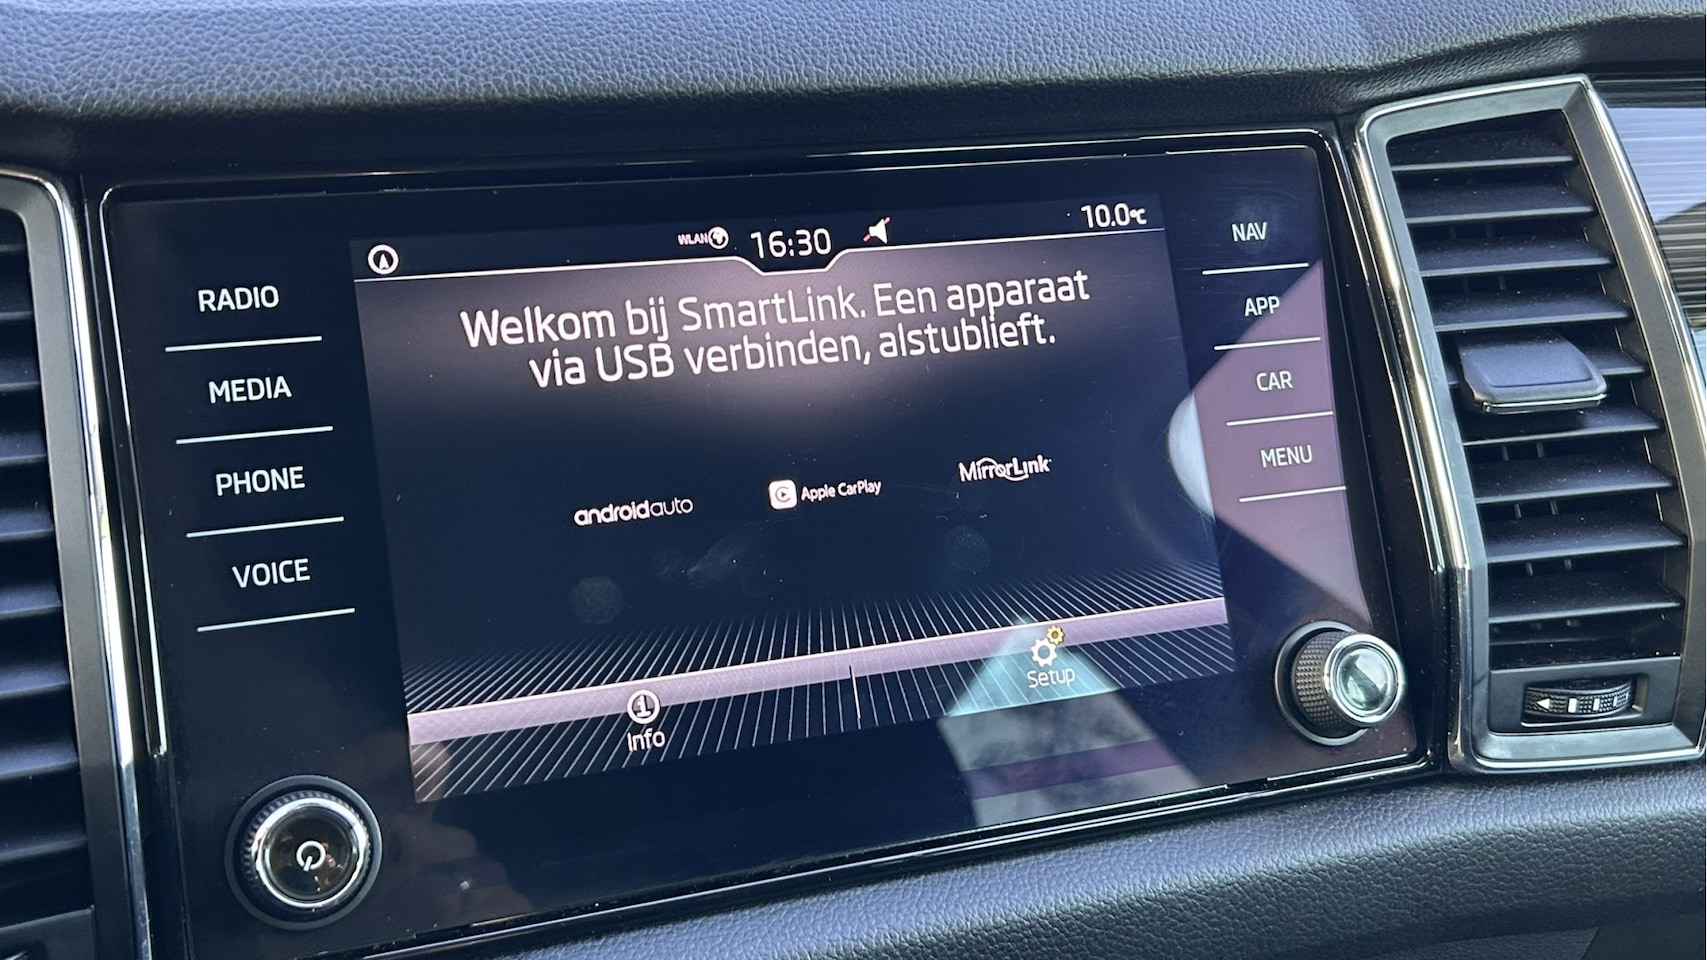 WLAN 16:30 10.0°C
Welkom bij SmartLink. Een apparaat
via USB verbinden, alstublieft.
androidauto
Apple CarPlay
MirrorLink
Info
Setup
RADIO
MEDIA
PHONE
VOICE
NAV
APP
CAR
MENU